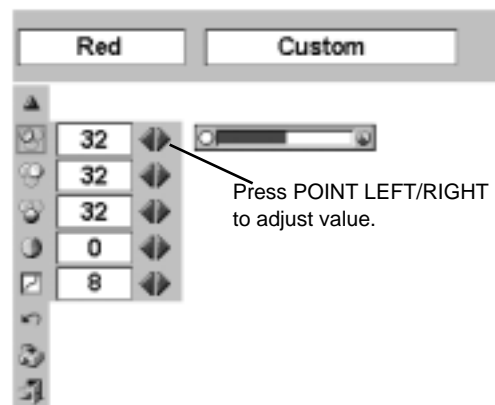 Red Custom
32
32
Press POINT LEFT/RIGHT
32
to adjust value.
0
8